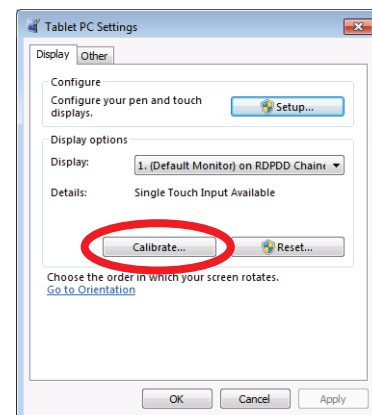 Tablet PC Settings
Display Other
Configure
Configure your pen and touch
displays.
Setup...
Display options
Display:
1. (Default Monitor) on RDPDD Chaine
Details:
Single Touch Input Available
Calibrate...
Reset...
Choose the order in which your screen rotates.
Go to Orientation
OK Cancel Apply